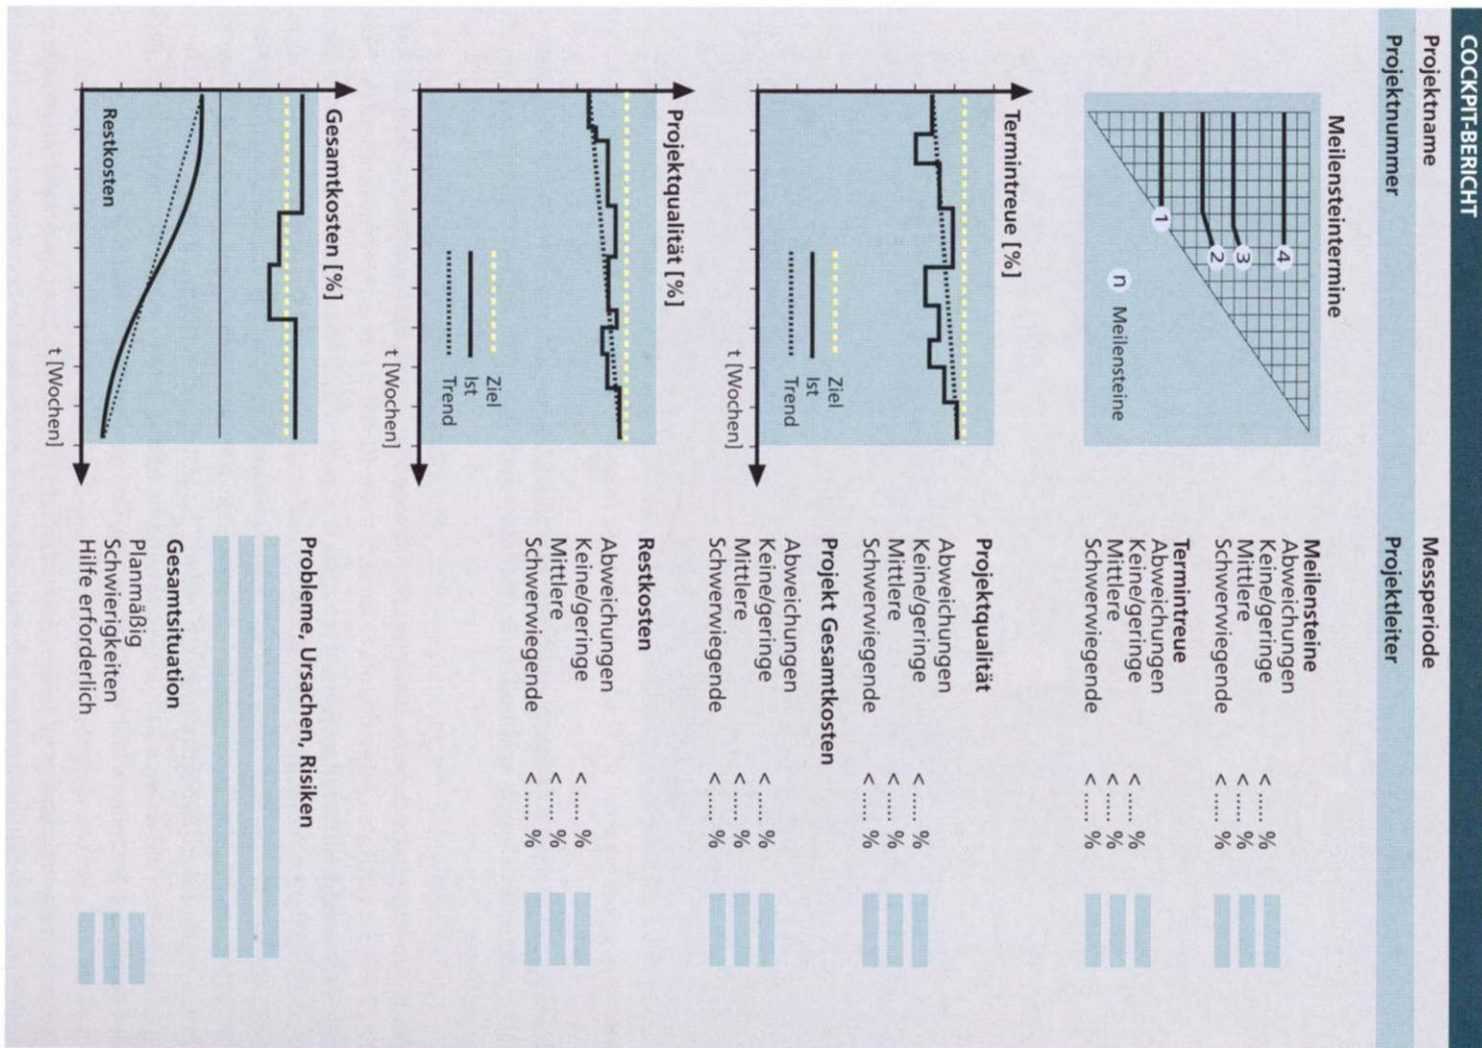 COCKPIT-BERICHT
Projektname
Messperiode
Projektnummer
Projektleiter
Meilensteintermine
1
2
3
4
n Meilensteine
Termintreue [%]
Ziel
Ist
Trend
t [Wochen]
Projektqualität [%]
Ziel
Ist
Trend
t [Wochen]
Gesamtkosten [%]
Restkosten
t [Wochen]
Meilensteine
Abweichungen
Keine/geringe < ..... %
Mittlere < ..... %
Schwerwiegende < ..... %
Termintreue
Abweichungen
Keine/geringe < ..... %
Mittlere < ..... %
Schwerwiegende < ..... %
Projektqualität
Abweichungen
Keine/geringe < ..... %
Mittlere < ..... %
Schwerwiegende < ..... %
Projekt Gesamtkosten
Abweichungen
Keine/geringe < ..... %
Mittlere < ..... %
Schwerwiegende < ..... %
Restkosten
Abweichungen
Keine/geringe < ..... %
Mittlere < ..... %
Schwerwiegende < ..... %
Probleme, Ursachen, Risiken
Gesamtsituation
Planmäßig
Schwierigkeiten
Hilfe erforderlich